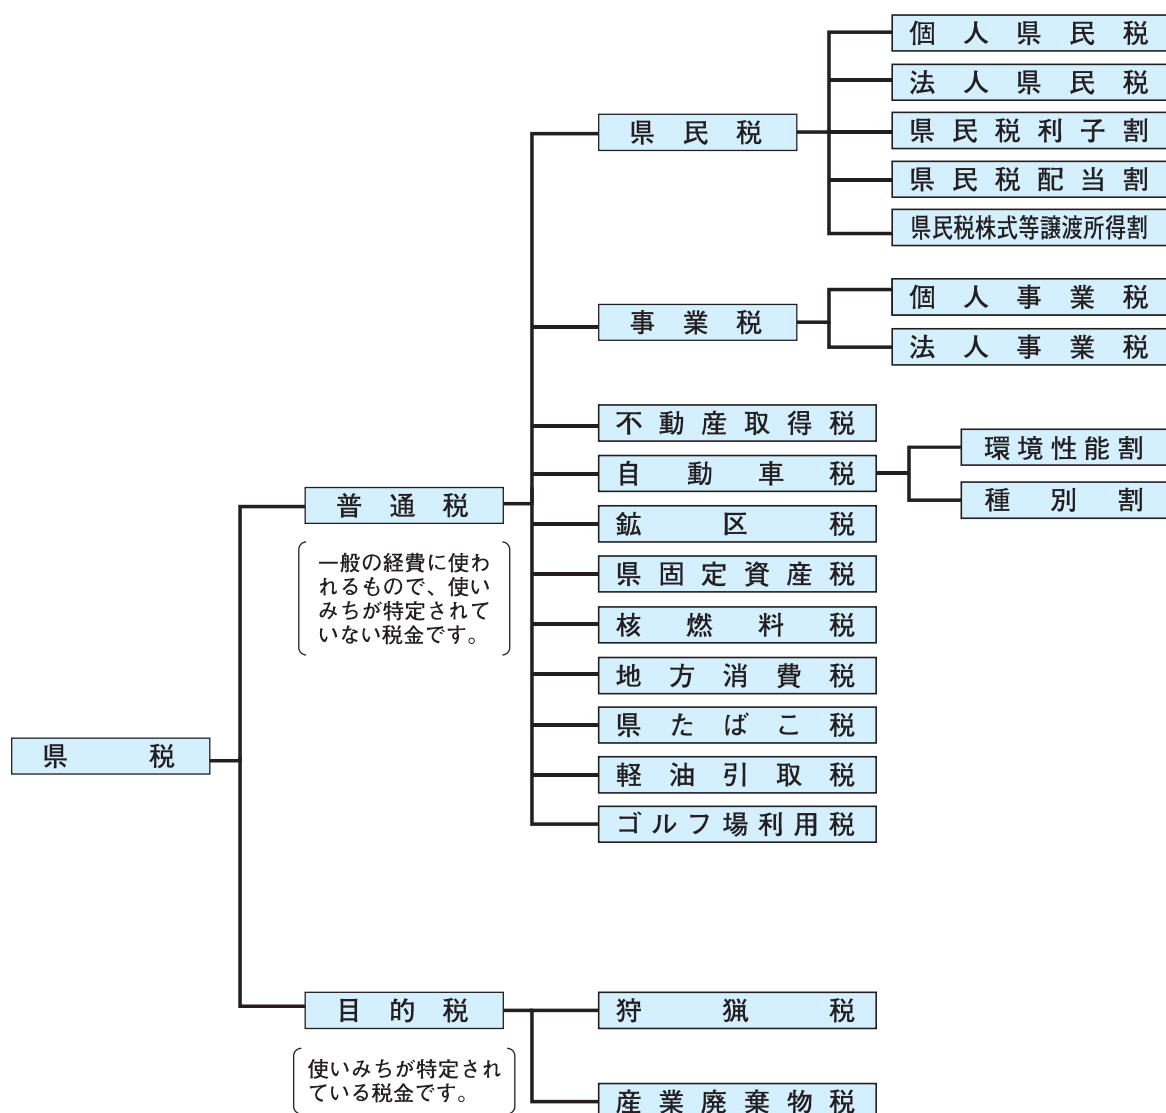 県税
普通税
一般の経費に使わ
れるもので、使い
みちが特定されて
いない税金です。
県民税
個人県民税
法人県民税
県民税利子割
県民税配当割
県民税株式等譲渡所得割
事業税
個人事業税
法人事業税
不動産取得税
自動車税
環境性能割
種別割
鉱区税
県固定資産税
核燃料税
地方消費税
県たばこ税
軽油引取税
ゴルフ場利用税
目的税
使いみちが特定され
ている税金です。
狩猟税
産業廃棄物税